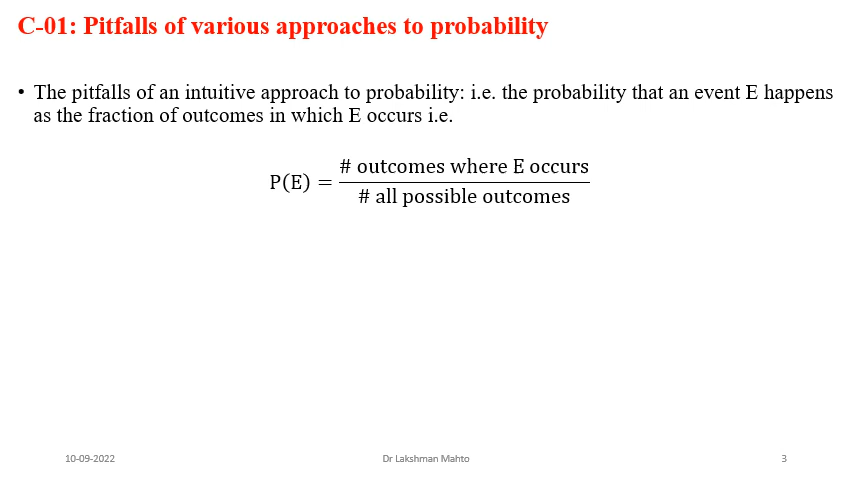 C-01: Pitfalls of various approaches to probability
• The pitfalls of an intuitive approach to probability: i.e. the probability that an event E happens
as the fraction of outcomes in which E occurs i.e.
# outcomes where E occurs
P(E) =
# all possible outcomes
10-09-2022
Dr Lakshman Mahto
3